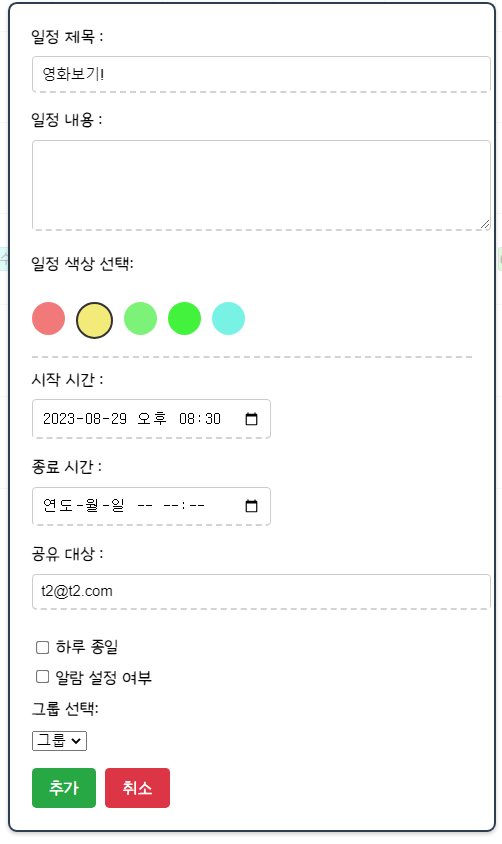 일정 제목 :
영화보기!
일정 내용 :
일정 색상 선택:
시작 시간 :
2023-08-29 오후 08:30
종료 시간 :
연도-월-일 -- --:--
공유 대상 :
t2@t2.com
하루 종일
알람 설정 여부
그룹 선택:
그룹
추가 취소